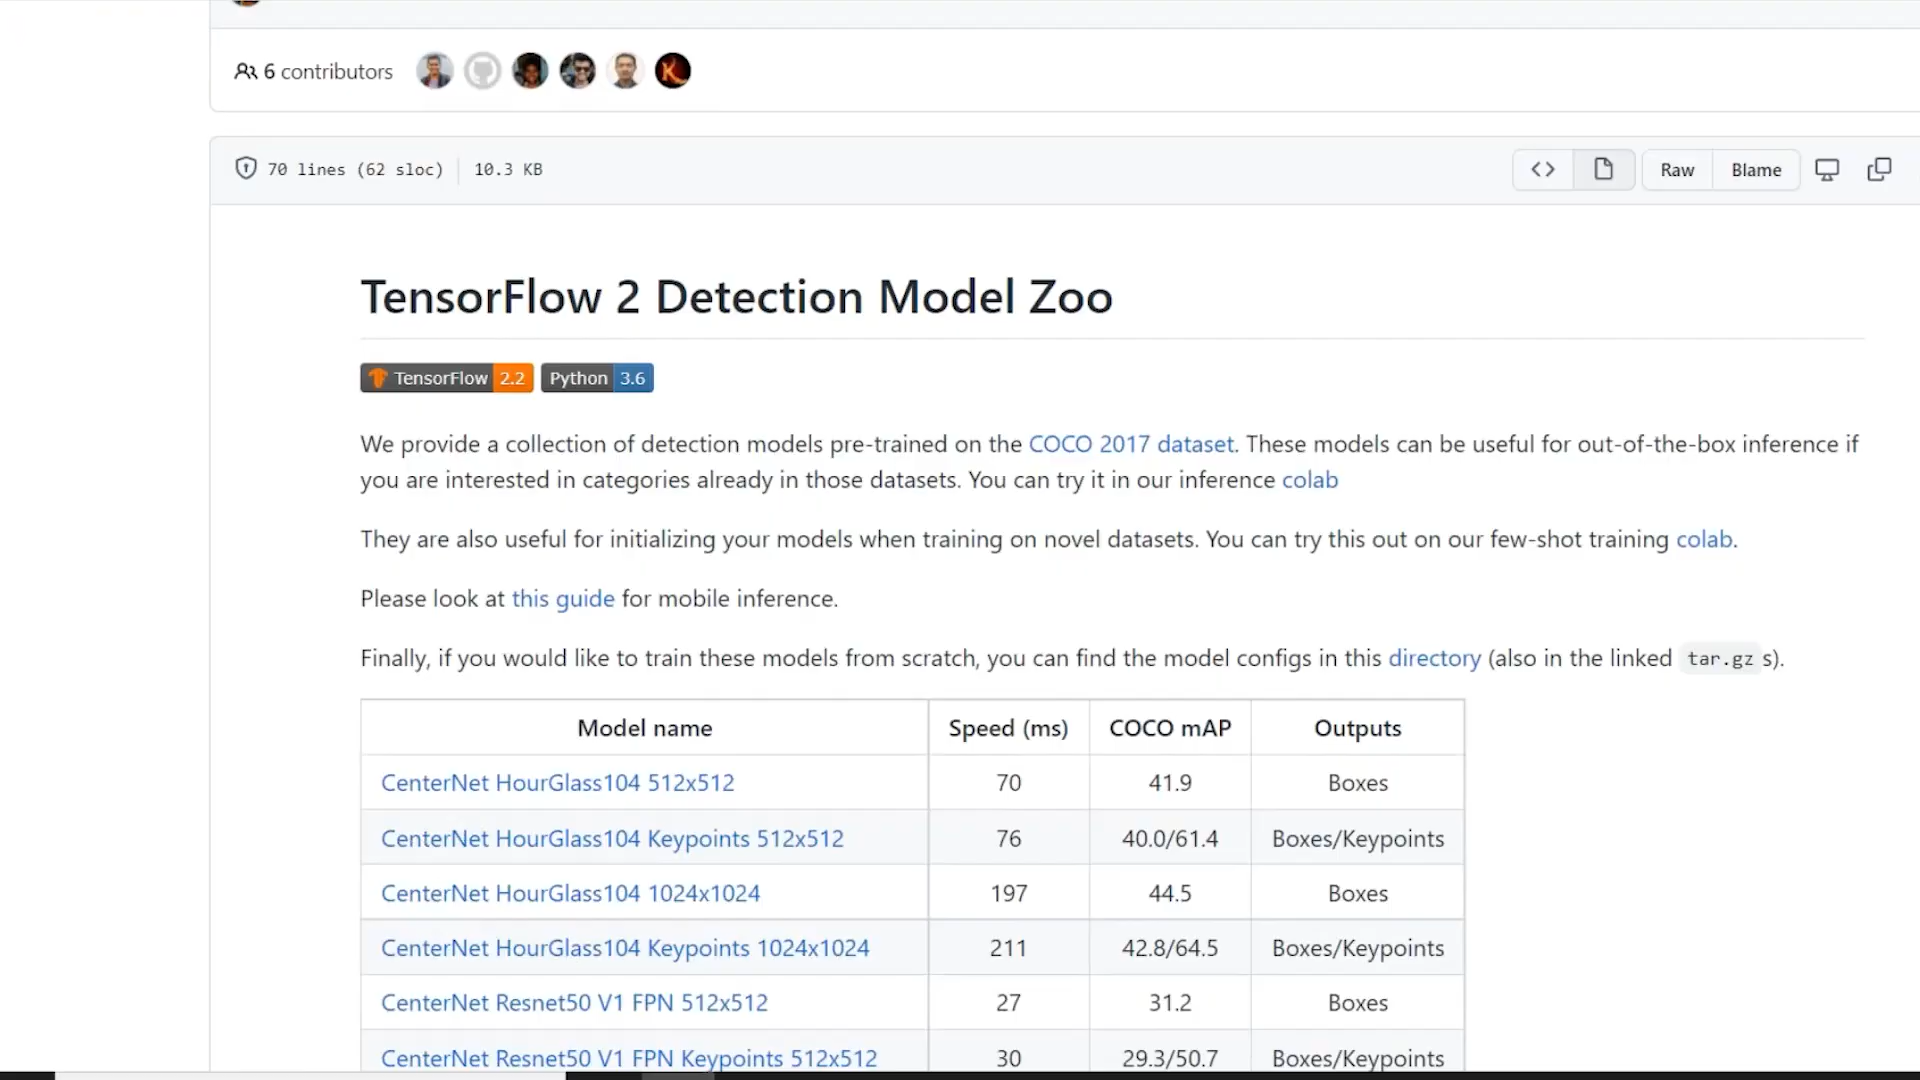 6 contributors
70 lines (62 sloc) 10.3 KB Raw Blame
TensorFlow 2 Detection Model Zoo
TensorFlow 2.2 Python 3.6
We provide a collection of detection models pre-trained on the COCO 2017 dataset. These models can be useful for out-of-the-box inference if
you are interested in categories already in those datasets. You can try it in our inference colab
They are also useful for initializing your models when training on novel datasets. You can try this out on our few-shot training colab.
Please look at this guide for mobile inference.
Finally, if you would like to train these models from scratch, you can find the model configs in this directory (also in the linked tar.gz s).
Model name Speed (ms) COCO mAP Outputs
CenterNet HourGlass104 512x512 70 41.9 Boxes
CenterNet HourGlass104 Keypoints 512x512 76 40.0/61.4 Boxes/Keypoints
CenterNet HourGlass104 1024x1024 197 44.5 Boxes
CenterNet HourGlass104 Keypoints 1024x1024 211 42.8/64.5 Boxes/Keypoints
CenterNet Resnet50 V1 FPN 512x512 27 31.2 Boxes
CenterNet Resnet50 V1 FPN Keypoints 512x512 30 29.3/50.7 Boxes/Keypoints